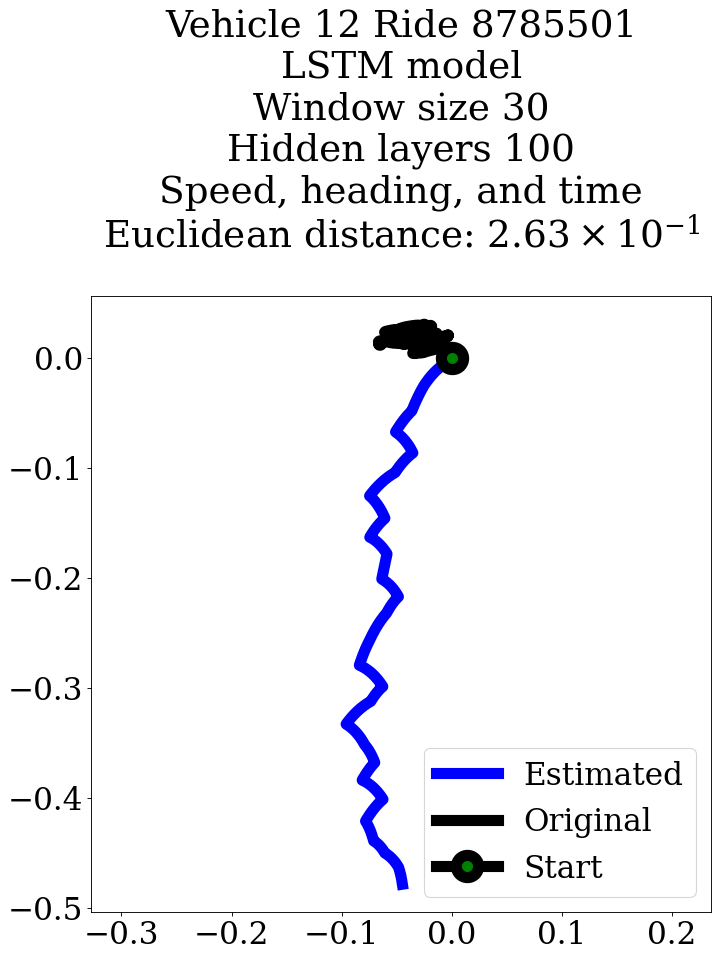 Vehicle 12 Ride 8785501
LSTM model
Window size 30
Hidden layers 100
Speed, heading, and time
Euclidean distance: 2.63 × 10⁻¹
0.0
−0.1
−0.2
−0.3
−0.4
−0.5
Estimated
Original
Start
−0.3 −0.2 −0.1 0.0 0.1 0.2